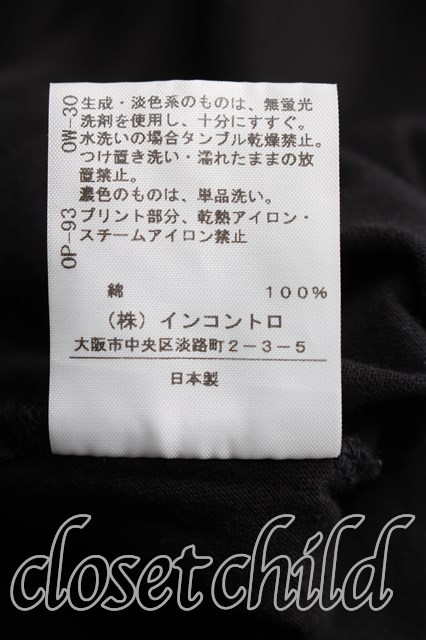 OW-30
生成・淡色系のものは、無蛍光
洗剤を使用し、十分にすすぐ。
水洗いの場合タンブル乾燥禁止。
つけ置き洗い・濡れたままの放
置禁止。
濃色のものは、単品洗い。
OP-93
プリント部分、乾熱アイロン・
スチームアイロン禁止
綿 100%
(株)インコントロ
大阪市中央区淡路町2-3-5
日本製
closet child